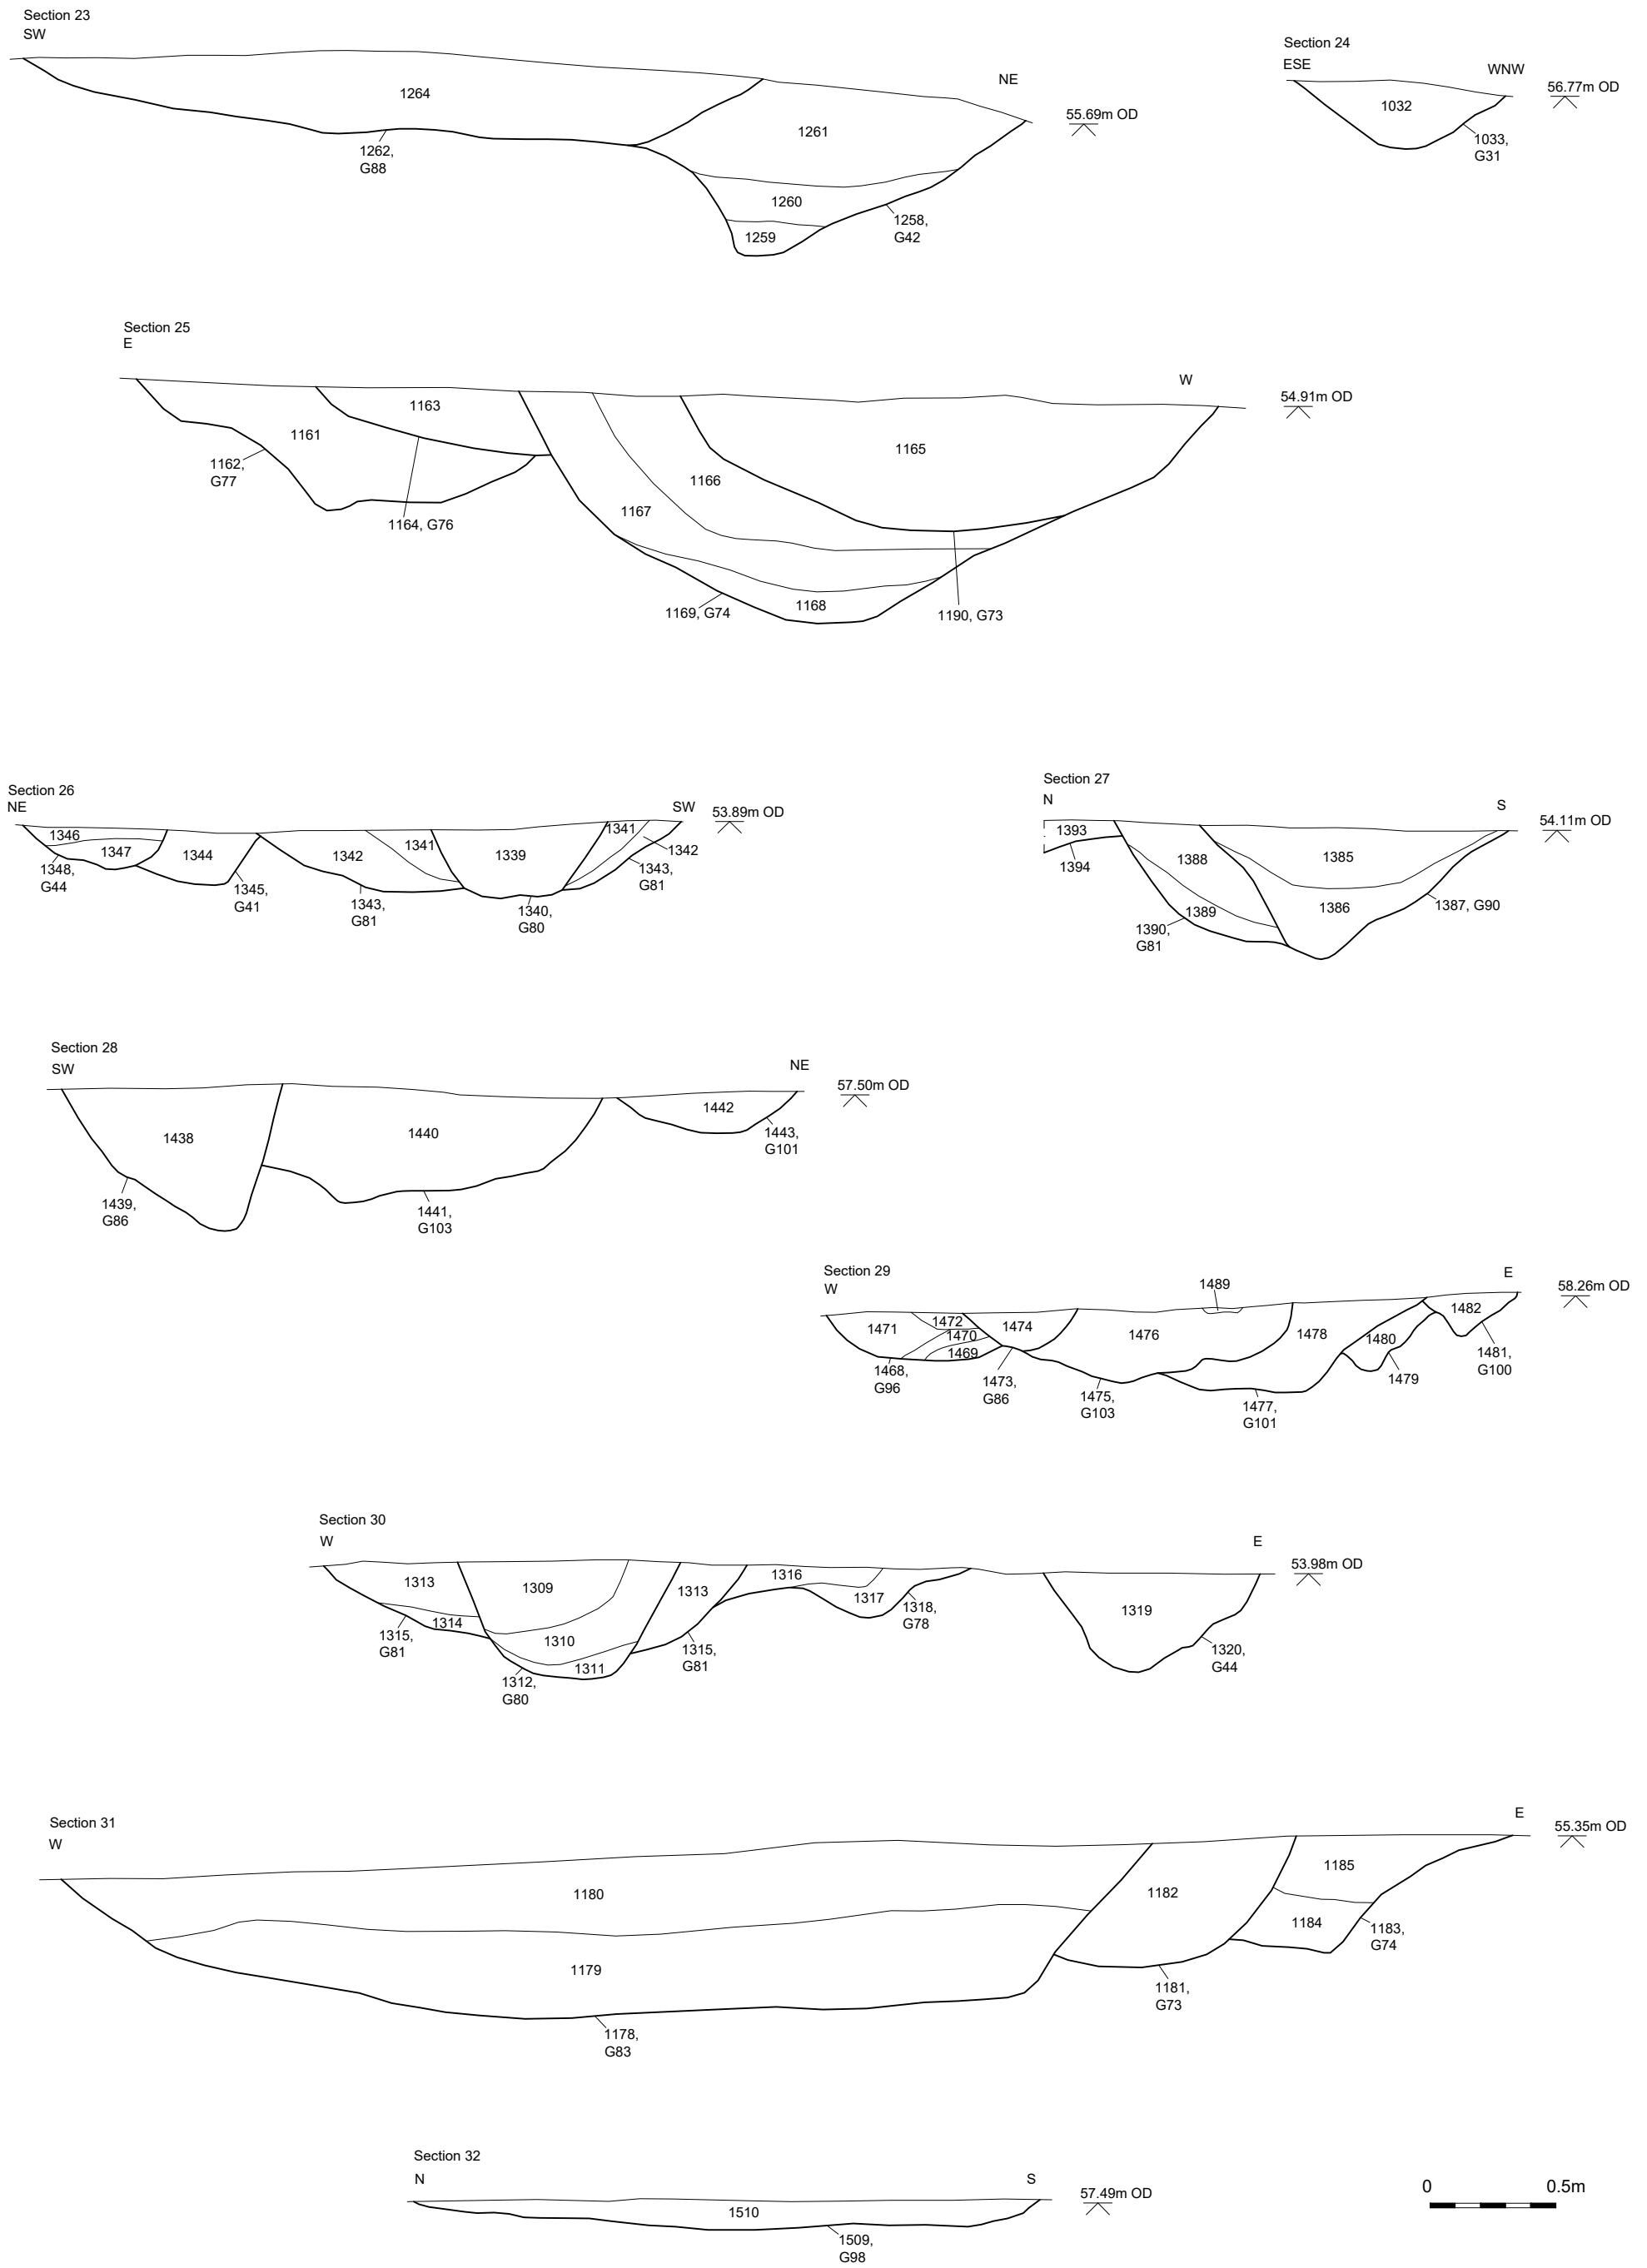 Section 23
SW
NE
55.69m OD
1264
1261
1262,
G88
1260
1259
1258,
G42
Section 24
ESE
WNW
56.77m OD
1032
1033,
G31
Section 25
E
W
54.91m OD
1163
1161
1165
1162,
G77
1166
1167
1164, G76
1168
1169, G74
1190, G73
Section 26
NE
SW
53.89m OD
1346
1347
1344
1342
1341
1339
1341
1342
1348,
G44
1345,
G41
1343,
G81
1340,
G80
1343,
G81
Section 27
N
S
54.11m OD
1393
1394
1388
1385
1389
1386
1390,
G81
1387, G90
Section 28
SW
NE
57.50m OD
1438
1440
1442
1443,
G101
1439,
G86
1441,
G103
Section 29
W
E
58.26m OD
1489
1471
1472
1470
1469
1474
1476
1478
1480
1482
1468,
G96
1473,
G86
1475,
G103
1477,
G101
1479
1481,
G100
Section 30
W
E
53.98m OD
1313
1309
1313
1316
1317
1319
1314
1310
1311
1315,
G81
1312,
G80
1315,
G81
1318,
G78
1320,
G44
Section 31
W
E
55.35m OD
1180
1182
1185
1184
1179
1183,
G74
1181,
G73
1178,
G83
Section 32
N
S
57.49m OD
1510
1509,
G98
0 0.5m